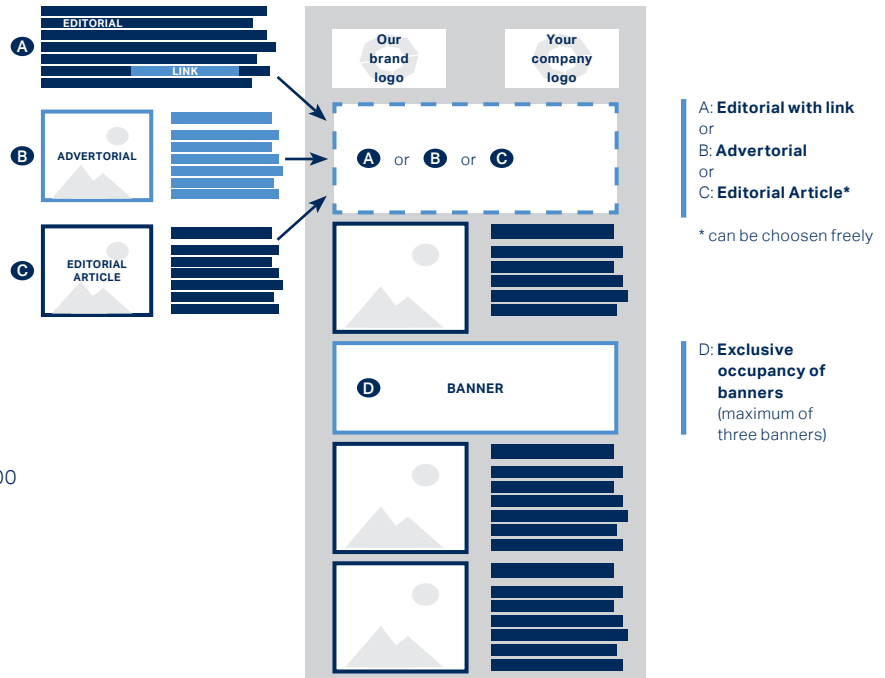 A
EDITORIAL
LINK
B
ADVERTORIAL
C
EDITORIAL
ARTICLE
Our
brand
logo
Your
company
logo
A or B or C
D BANNER
A: Editorial with link
or
B: Advertorial
or
C: Editorial Article*
* can be choosen freely
D: Exclusive
occupancy of
banners
(maximum of
three banners)
00